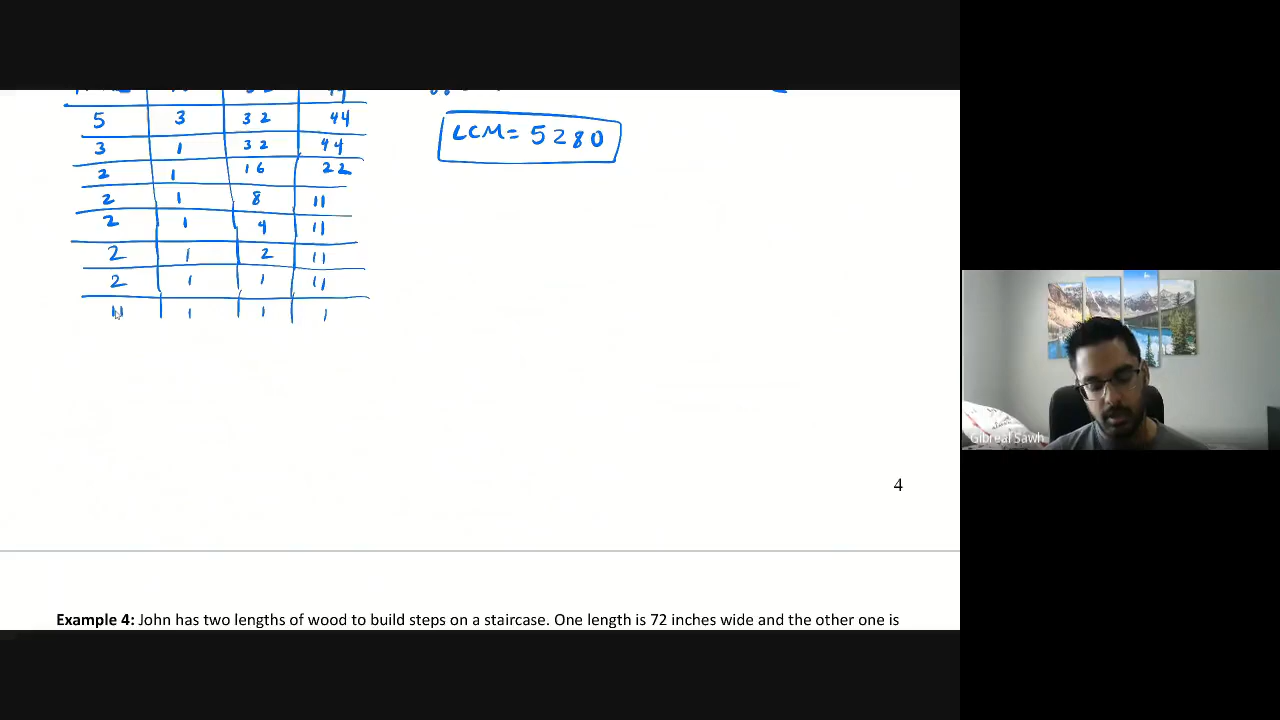 5 3 32 44
3 1 32 44
2 1 16 22
2 1 8 11
2 1 4 11
2 1 2 11
2 1 1 11
11 1 1 1
LCM = 5280
Gibreal Sawh
4
Example 4: John has two lengths of wood to build steps on a staircase. One length is 72 inches wide and the other one is